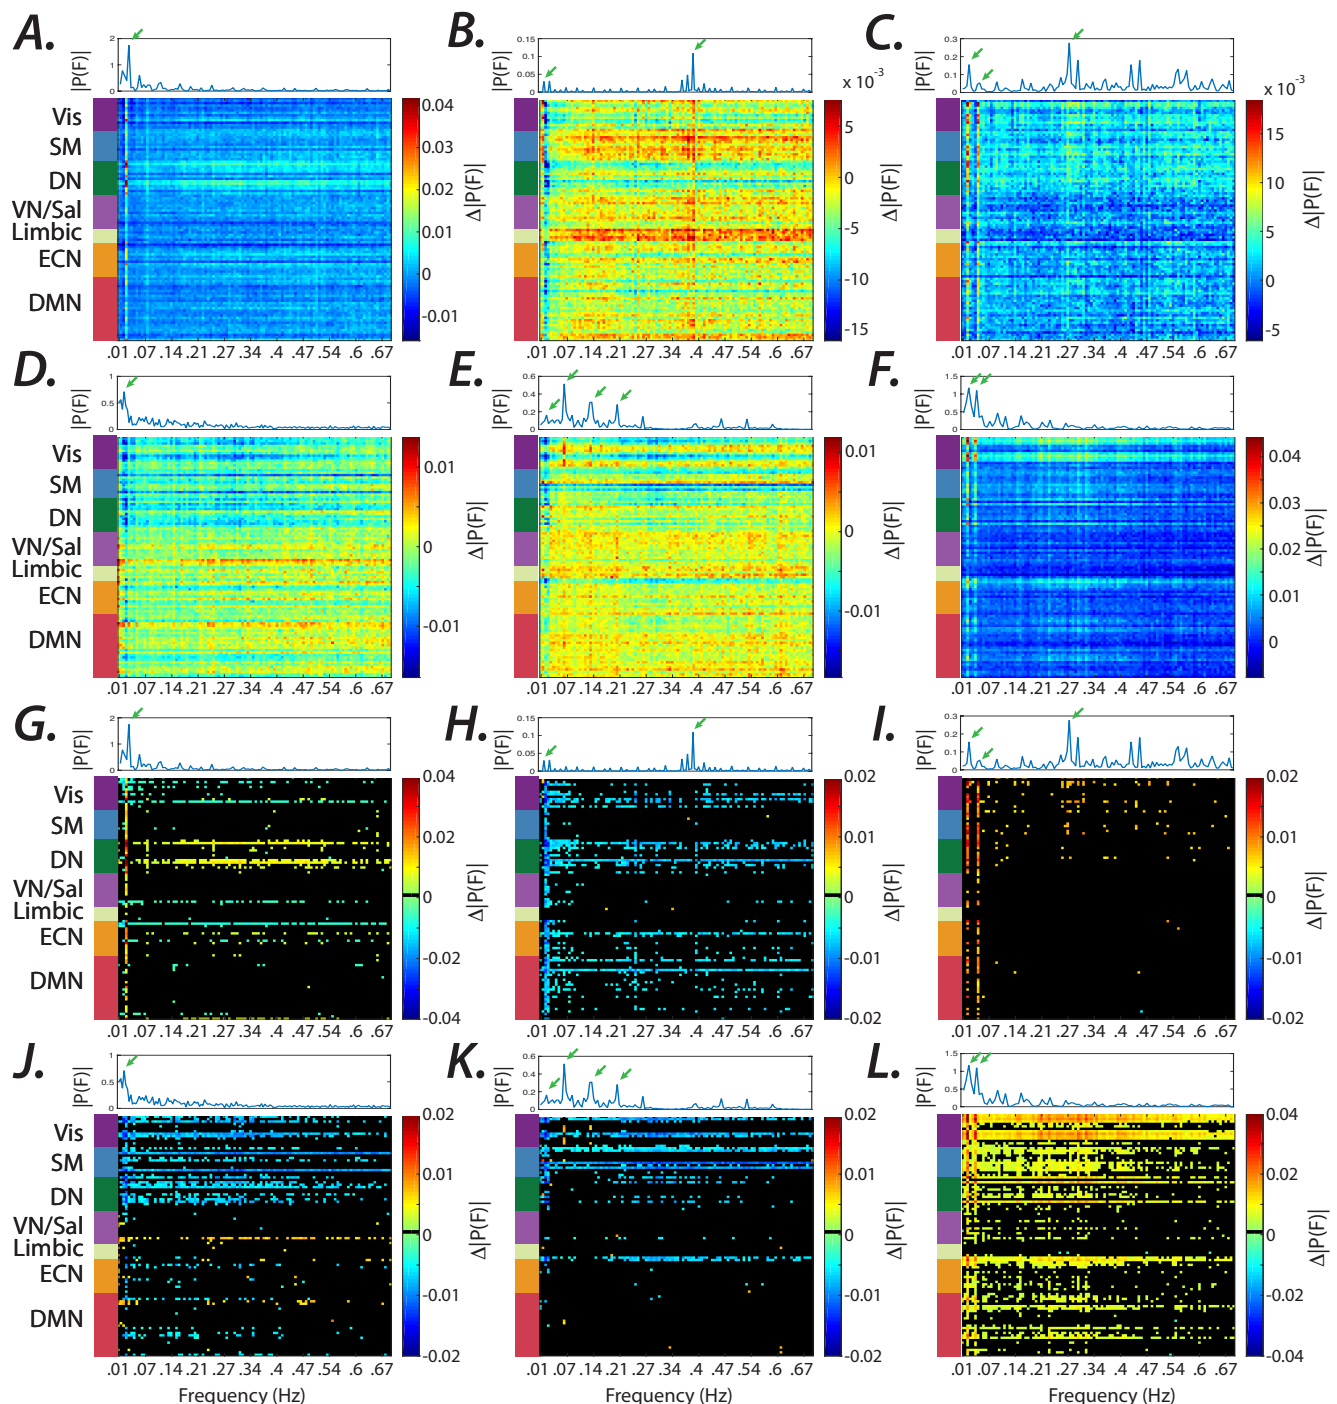 A. B. C.
|P(F)| 2 1 0
|P(F)| 0.15 0.1 0.05 0
|P(F)| 0.3 0.2 0.1 0
Vis SM DN VN/Sal Limbic ECN DMN
0.04 0.03 0.02 0.01 0 -0.01 Δ|P(F)|
x 10-3 5 0 -5 -10 -15 Δ|P(F)|
x 10-3 15 10 5 0 -5 Δ|P(F)|
.01 .07 .14 .21 .27 .34 .4 .47 .54 .6 .67
.01 .07 .14 .21 .27 .34 .4 .47 .54 .6 .67
.01 .07 .14 .21 .27 .34 .4 .47 .54 .6 .67
D. E. F.
|P(F)| 1 0.5 0
|P(F)| 0.6 0.4 0.2 0
|P(F)| 1.5 1 0.5 0
Vis SM DN VN/Sal Limbic ECN DMN
0.01 0 -0.01 Δ|P(F)|
0.01 0 -0.01 Δ|P(F)|
0.04 0.03 0.02 0.01 0 Δ|P(F)|
.01 .07 .14 .21 .27 .34 .4 .47 .54 .6 .67
.01 .07 .14 .21 .27 .34 .4 .47 .54 .6 .67
.01 .07 .14 .21 .27 .34 .4 .47 .54 .6 .67
G. H. I.
|P(F)| 2 1 0
|P(F)| 0.15 0.1 0.05 0
|P(F)| 0.3 0.2 0.1 0
Vis SM DN VN/Sal Limbic ECN DMN
0.04 0.02 0 -0.02 -0.04 Δ|P(F)|
0.02 0.01 0 -0.01 -0.02 Δ|P(F)|
0.02 0.01 0 -0.01 -0.02 Δ|P(F)|
.01 .07 .14 .21 .27 .34 .4 .47 .54 .6 .67
.01 .07 .14 .21 .27 .34 .4 .47 .54 .6 .67
.01 .07 .14 .21 .27 .34 .4 .47 .54 .6 .67
J. K. L.
|P(F)| 1 0.5 0
|P(F)| 0.6 0.4 0.2 0
|P(F)| 1.5 1 0.5 0
Vis SM DN VN/Sal Limbic ECN DMN
0.02 0.01 0 -0.01 -0.02 Δ|P(F)|
0.02 0.01 0 -0.01 -0.02 Δ|P(F)|
0.04 0.02 0 -0.02 -0.04 Δ|P(F)|
.01 .07 .14 .21 .27 .34 .4 .47 .54 .6 .67
.01 .07 .14 .21 .27 .34 .4 .47 .54 .6 .67
.01 .07 .14 .21 .27 .34 .4 .47 .54 .6 .67
Frequency (Hz) Frequency (Hz) Frequency (Hz)